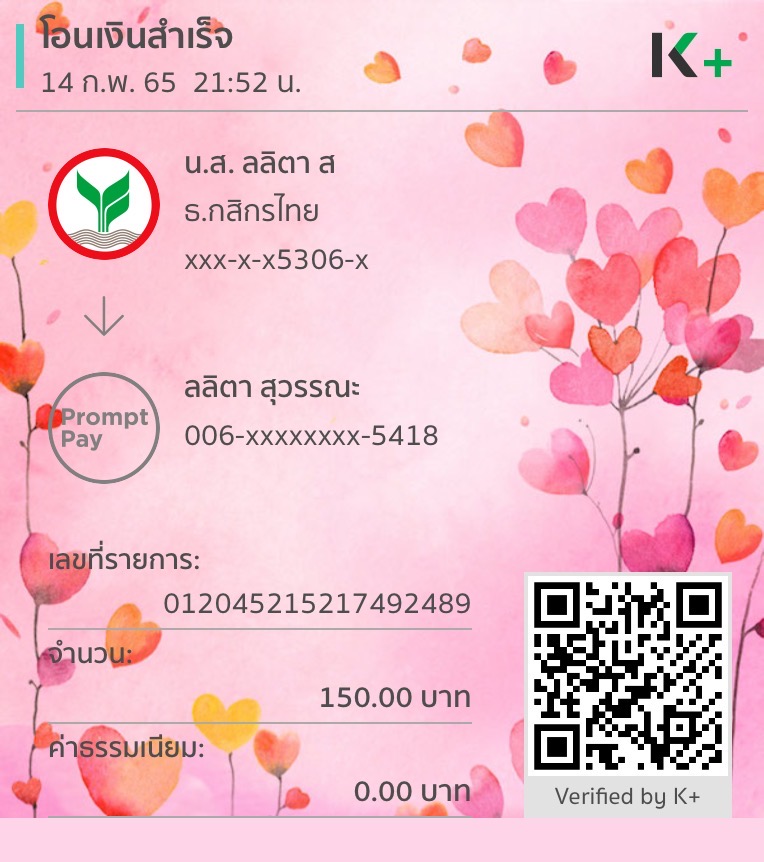 โอนเงินสำเร็จ
14 ก.พ. 65 21:52 น.
K+
น.ส. ลลิตา ส
ธ.กสิกรไทย
xxx-x-x5306-x
Prompt
Pay
ลลิตา สุวรรณะ
006-xxxxxxxx-5418
เลขที่รายการ:
012045215217492489
จำนวน:
150.00 บาท
ค่าธรรมเนียม:
0.00 บาท
Verified by K+